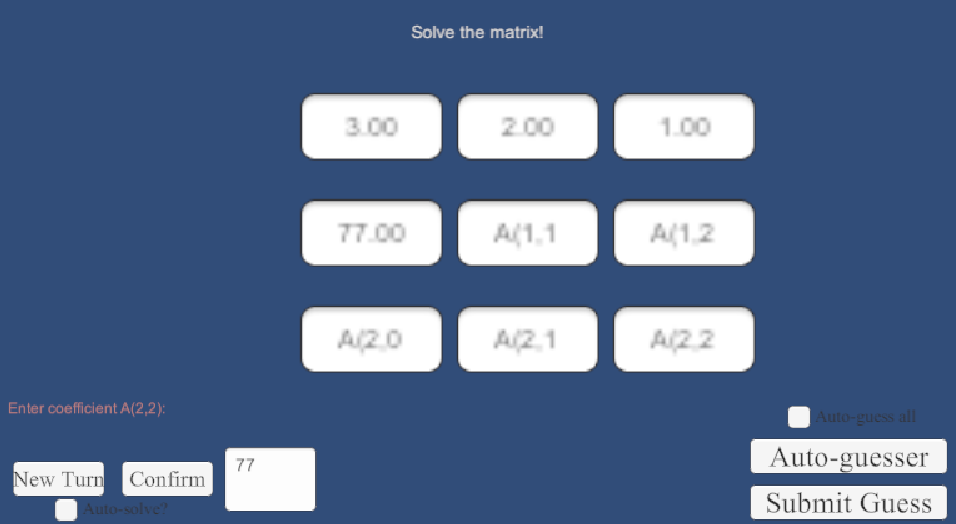 Solve the matrix!
3.00 2.00 1.00
77.00 A(1,1 A(1,2
A(2,0 A(2,1 A(2,2
Enter coefficient A(2,2):
Auto-guess all
77
Auto-guesser
New Turn Confirm
Submit Guess
Auto-solve?